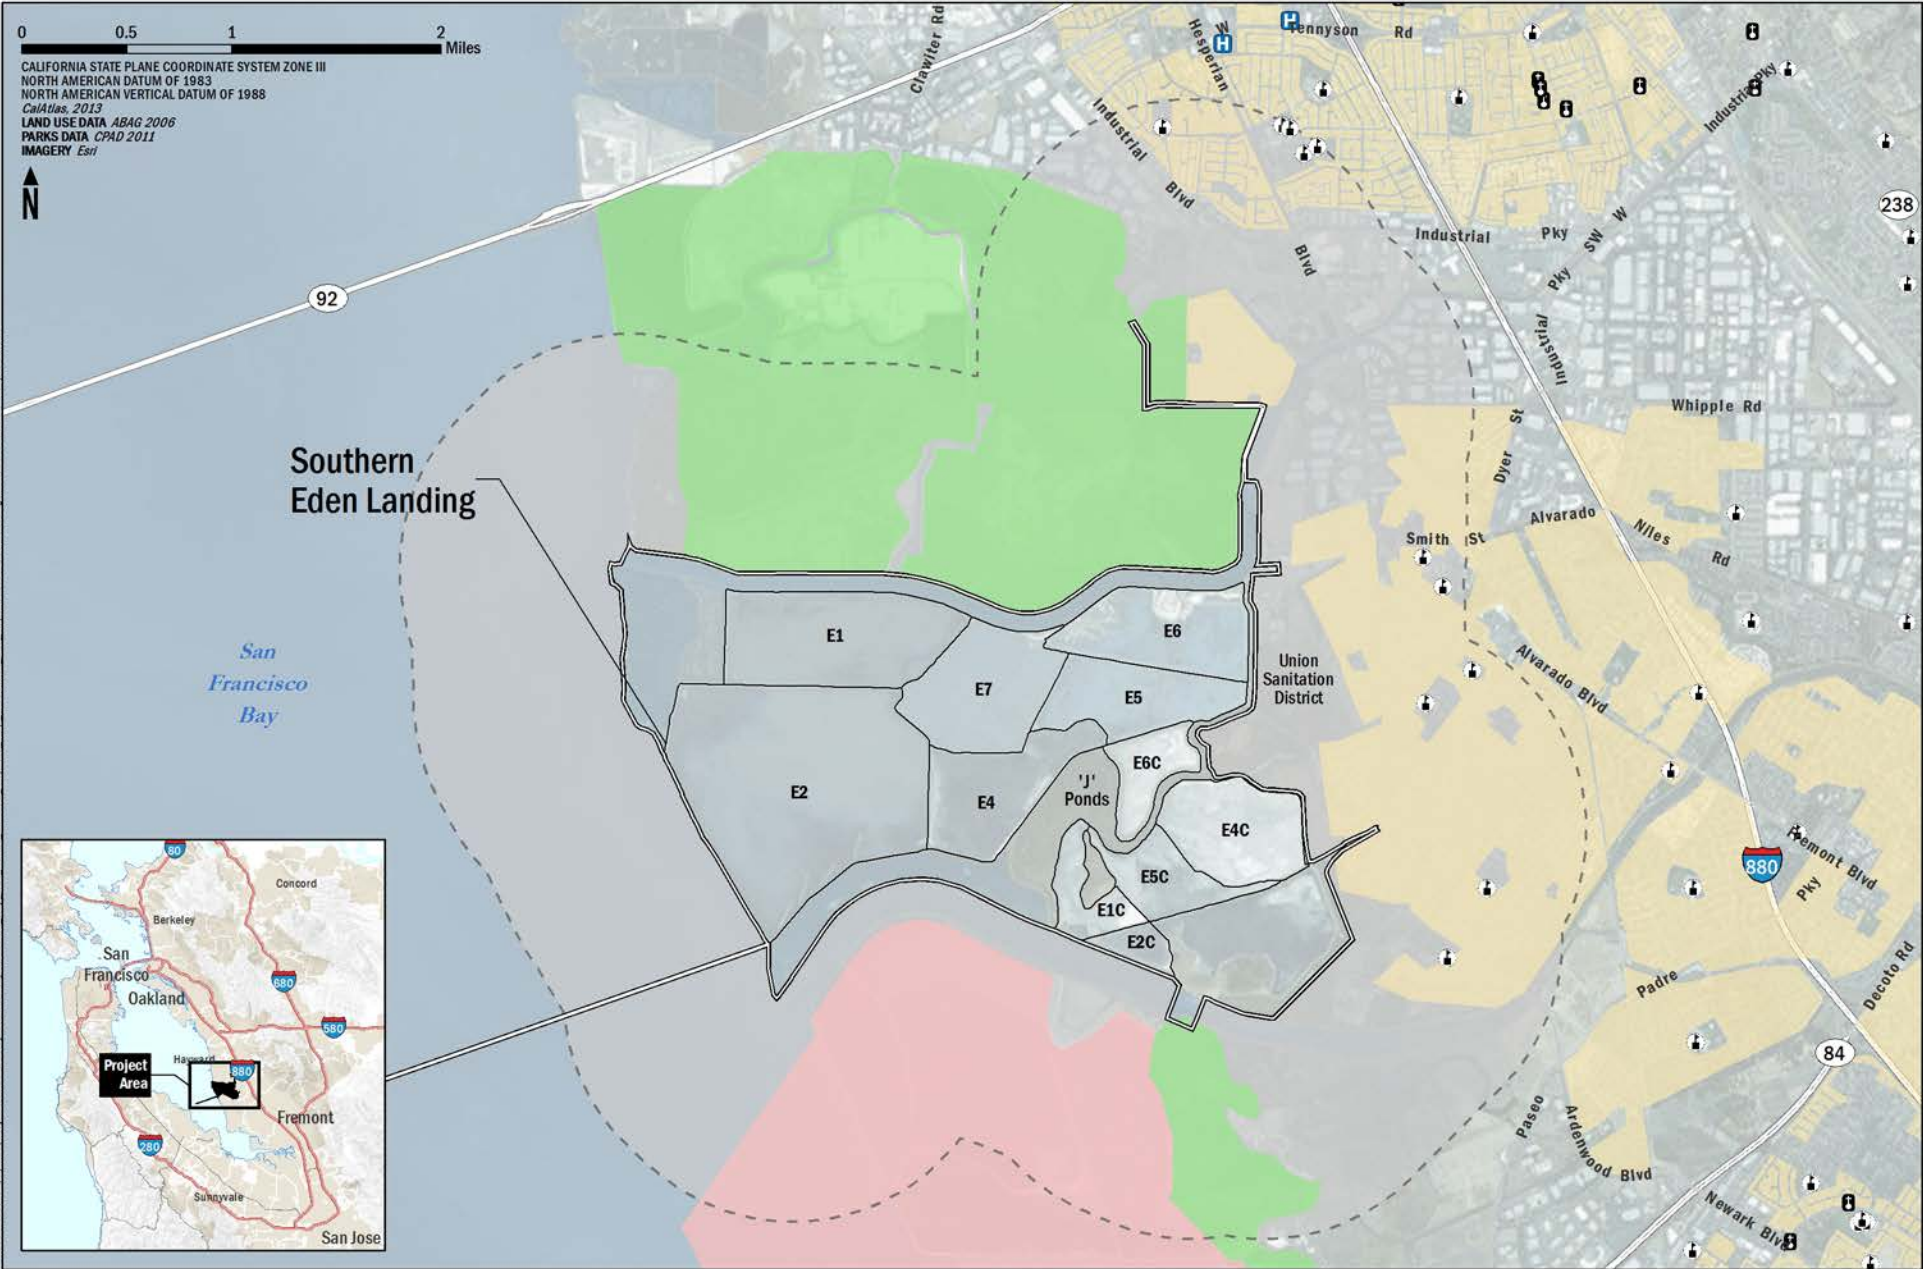 0 0.5 1 2
Miles
CALIFORNIA STATE PLANE COORDINATE SYSTEM ZONE III
NORTH AMERICAN DATUM OF 1983
NORTH AMERICAN VERTICAL DATUM OF 1988
CalAtlas, 2013
LAND USE DATA ABAG 2006
PARKS DATA CPAD 2011
IMAGERY Esri
N
Clawiter Rd
W
Hesperian
H
H
Tennyson Rd
Industrial Pky
Industrial
Blvd
Blvd
238
Industrial Pky
SW
W
Pky
Industrial/
92
Whipple Rd
Dyer St
Southern
Eden Landing
Alvarado
Niles
Rd
Smith St
San
Francisco
Bay
E1
E6
E7
E5
Union
Sanitation
District
Alvarado Blvd
E2
E4
'J'
Ponds
E6C
E4C
E5C
E1C
E2C
880
Fremont Blvd
Pky
Padre
Decoto Rd
84
Paseo
Ardenwood Blvd
Newark Blvd
80
Concord
Berkeley
San
Francisco
Oakland
680
580
Hayward
880
Project
Area
Fremont
280
Sunnyvale
San Jose